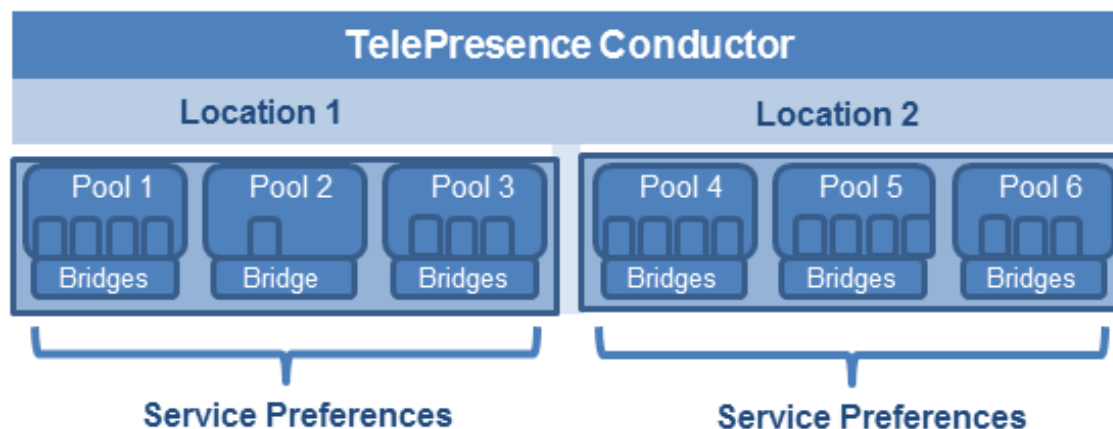 TelePresence Conductor
Location 1
Location 2
Pool 1
Pool 2
Pool 3
Pool 4
Pool 5
Pool 6
Bridges
Bridge
Bridges
Bridges
Bridges
Bridges
Service Preferences
Service Preferences